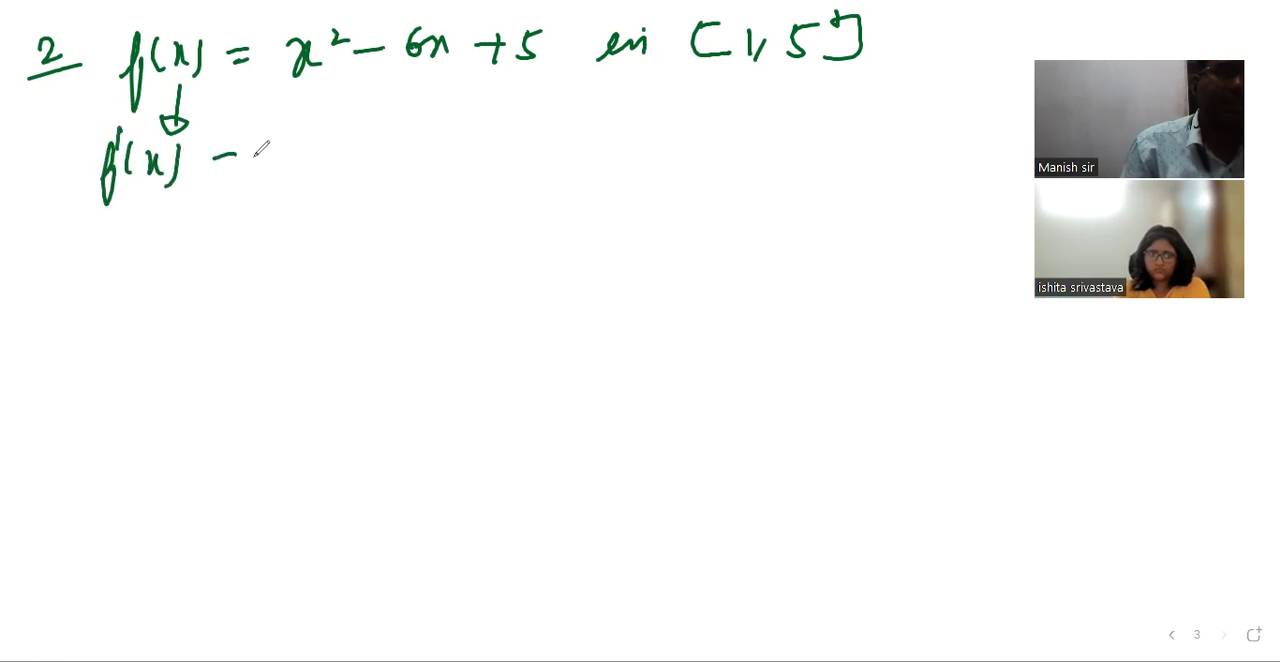 2 f(x) = x² - 6x + 5 in [1, 5]
f'(x) -
Manish sir
ishita srivastava
3